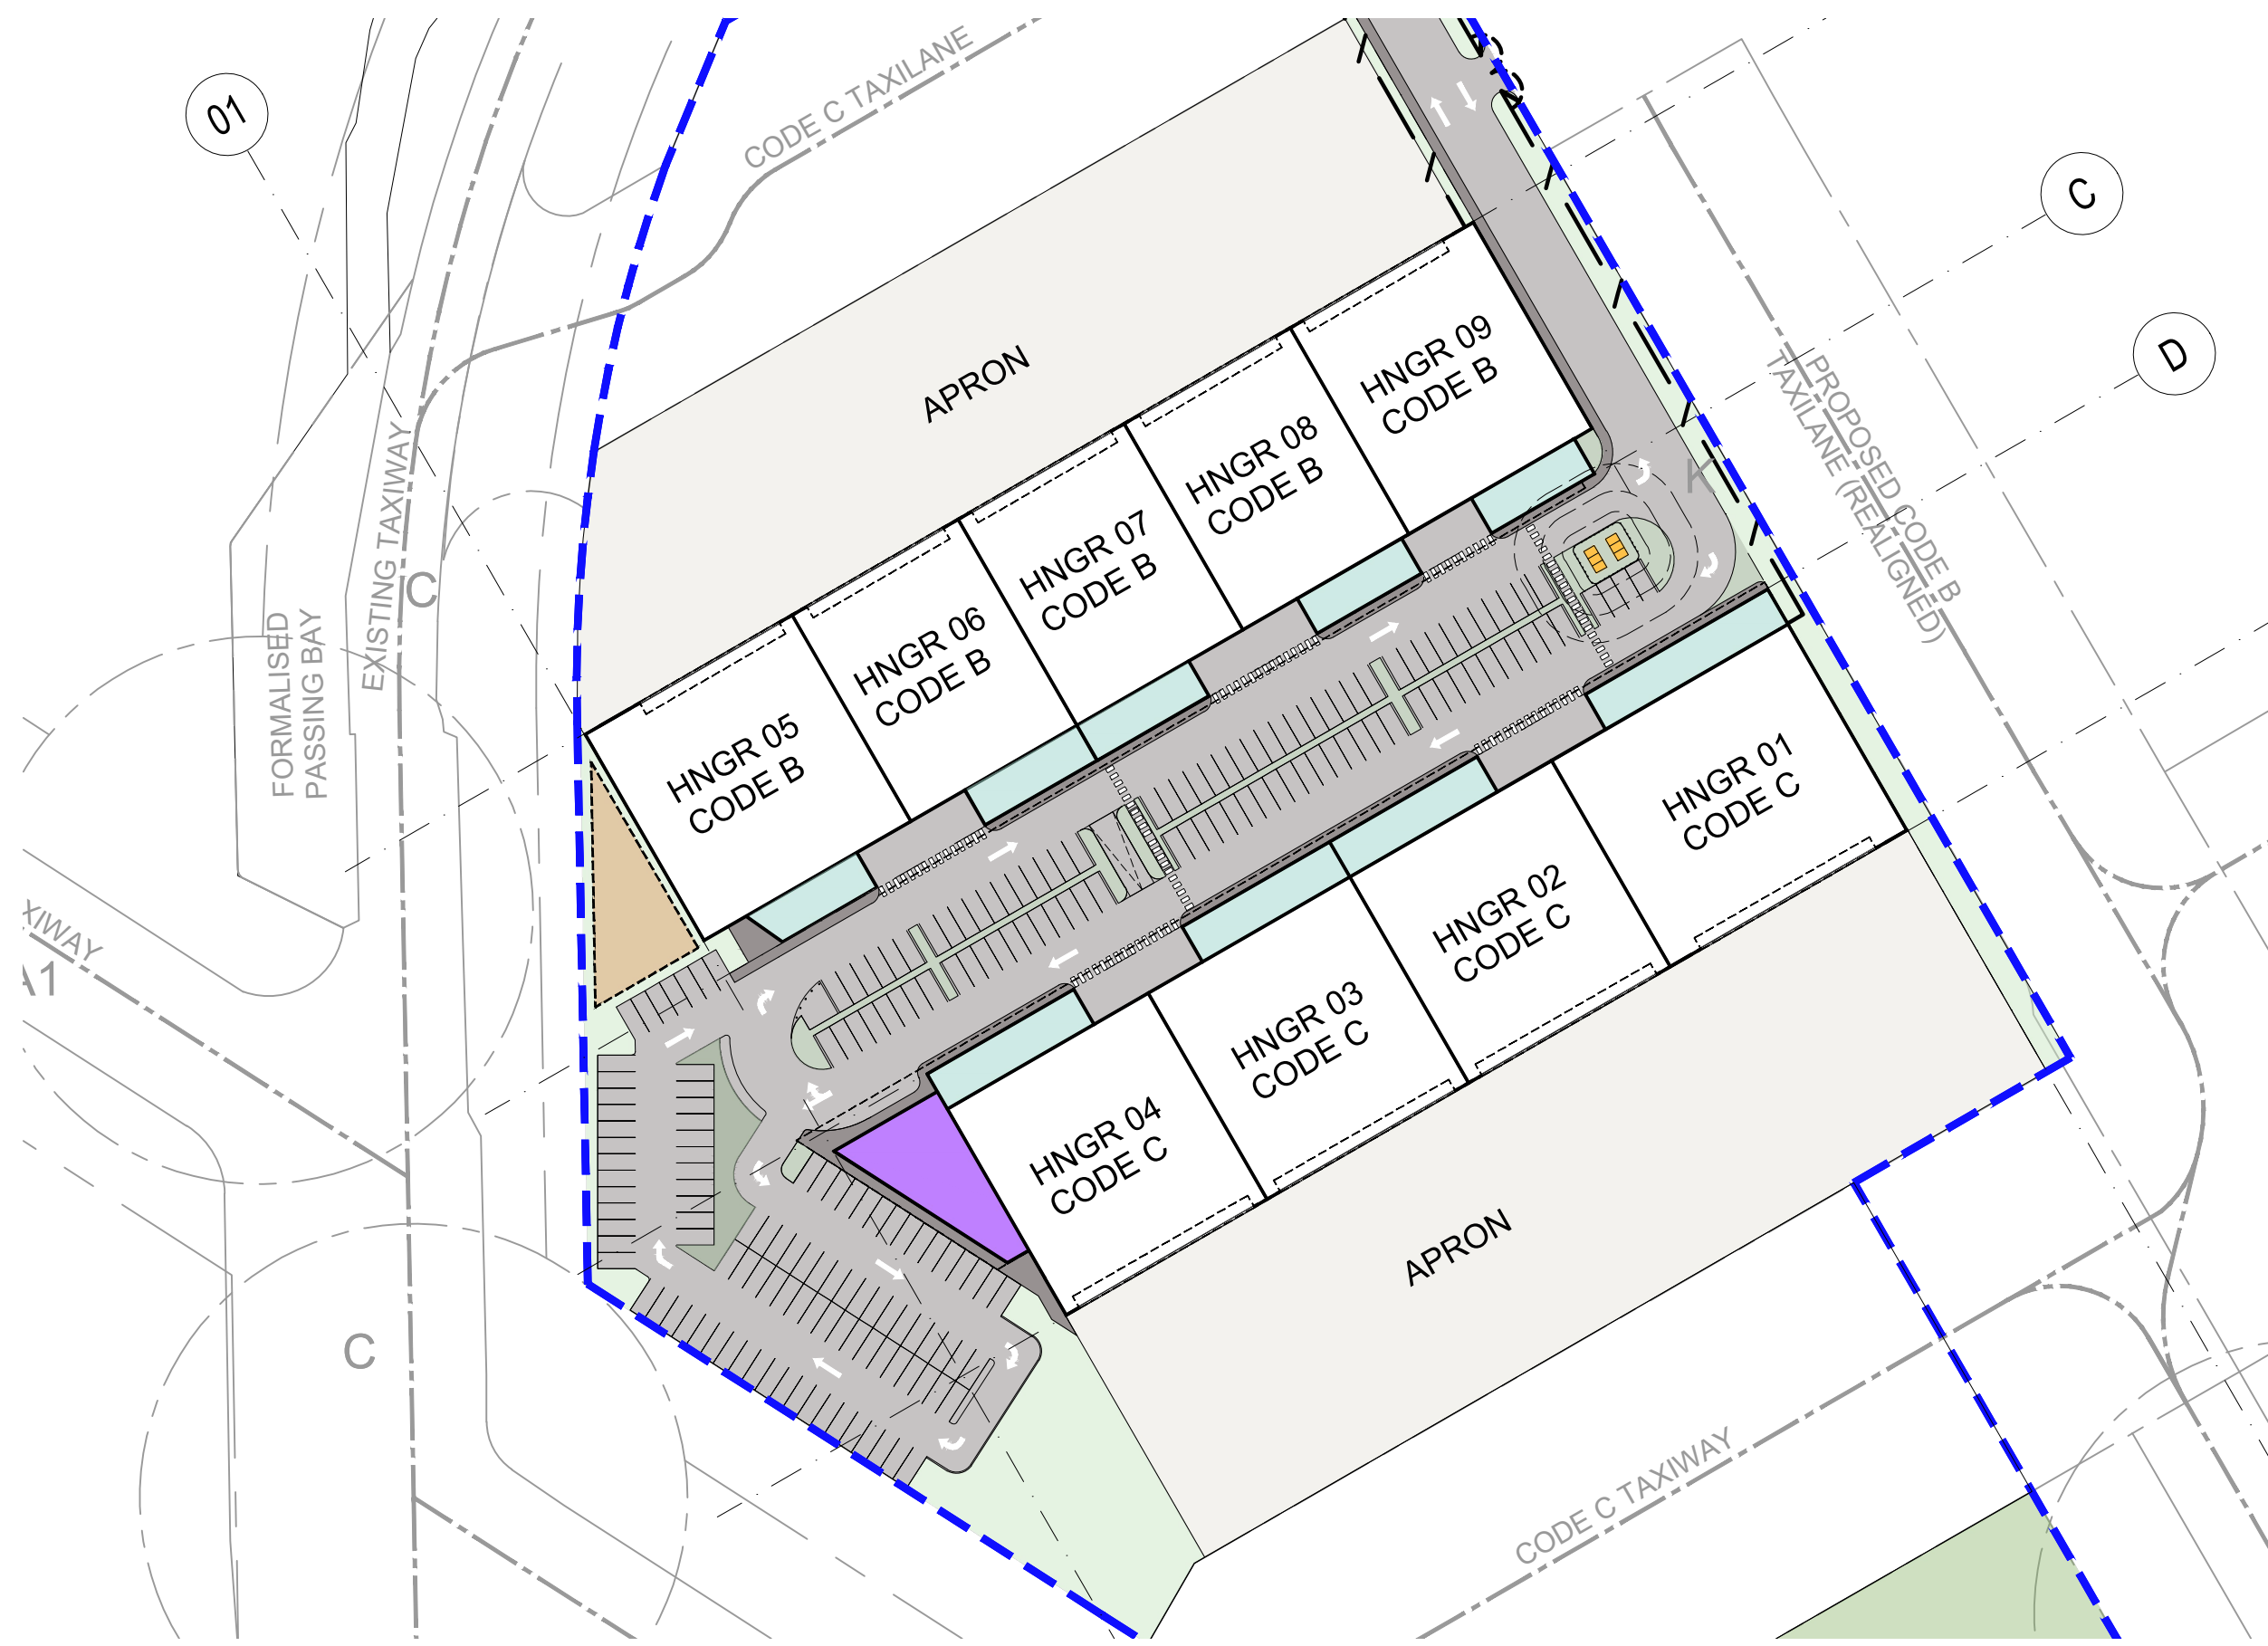 01
CODE C TAXILANE
C
D
APRON
HNGR 09
CODE B
HNGR 08
CODE B
HNGR 07
CODE B
HNGR 06
CODE B
HNGR 05
CODE B
K
PROPOSED CODE B
TAXILANE (REALIGNED)
EXISTING TAXIWAY
C
FORMALISED
PASSING BAY
HNGR 01
CODE C
HNGR 02
CODE C
HNGR 03
CODE C
HNGR 04
CODE C
XIWAY
A1
APRON
C
CODE C TAXIWAY